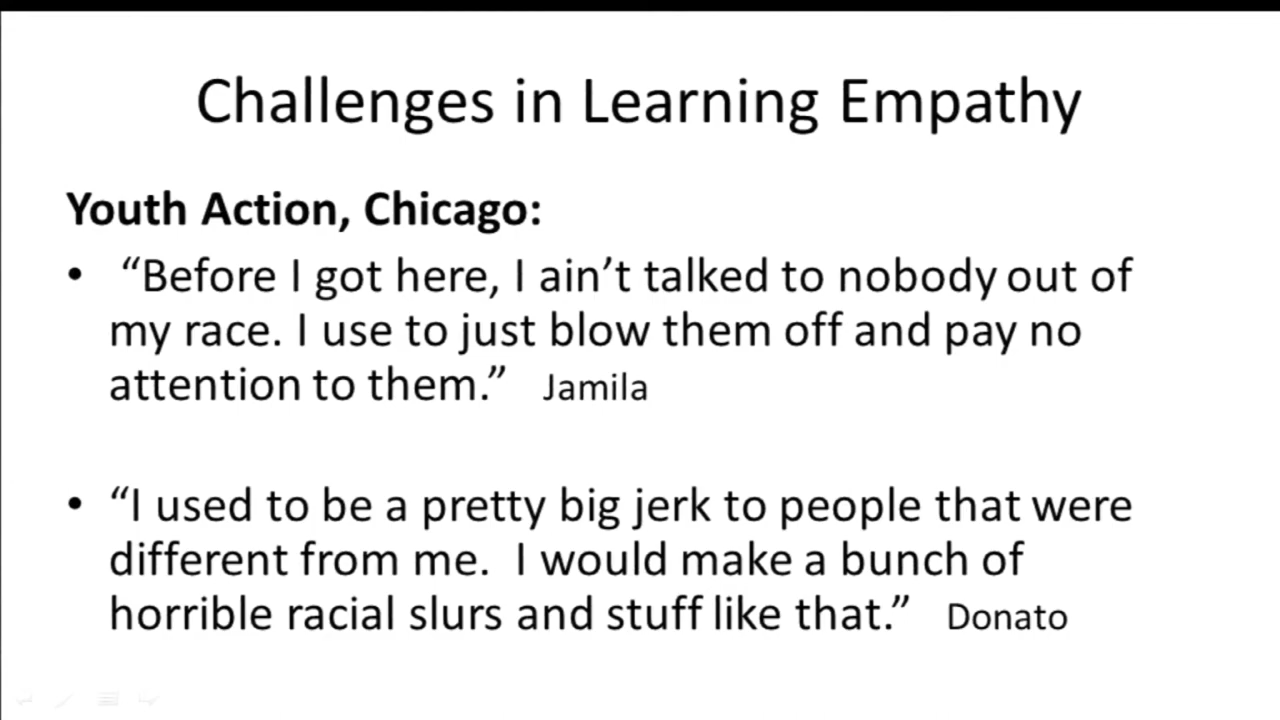 Challenges in Learning Empathy
Youth Action, Chicago:
• “Before I got here, I ain’t talked to nobody out of
my race. I use to just blow them off and pay no
attention to them.” Jamila
• “I used to be a pretty big jerk to people that were
different from me.  I would make a bunch of
horrible racial slurs and stuff like that.” Donato